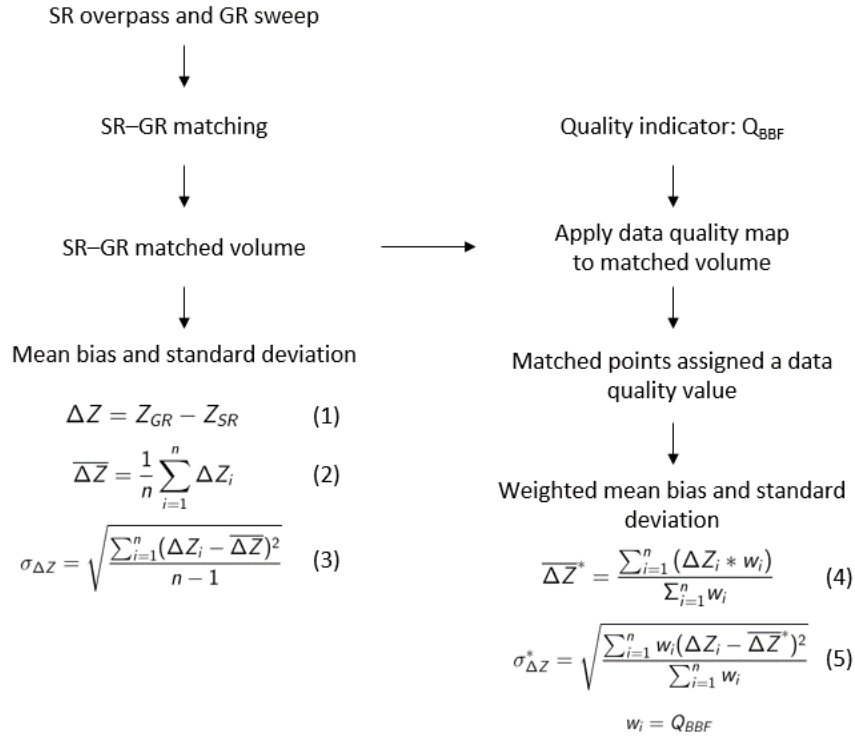 SR overpass and GR sweep
SR–GR matching
SR–GR matched volume
Mean bias and standard deviation
ΔZ = Z_GR − Z_SR (1)
\overline{ΔZ} = \frac{1}{n} \sum_{i=1}^{n} ΔZ_i (2)
σ_{ΔZ} = \sqrt{\frac{\sum_{i=1}^{n} (ΔZ_i − \overline{ΔZ})^2}{n − 1}} (3)
Quality indicator: Q_BBF
Apply data quality map
to matched volume
Matched points assigned a data
quality value
Weighted mean bias and standard
deviation
\overline{ΔZ}^* = \frac{\sum_{i=1}^{n} (ΔZ_i * w_i)}{Σ_{i=1}^{n} w_i} (4)
σ^*_{ΔZ} = \sqrt{\frac{\sum_{i=1}^{n} w_i(ΔZ_i − \overline{ΔZ}^*)^2}{\sum_{i=1}^{n} w_i}} (5)
w_i = Q_BBF